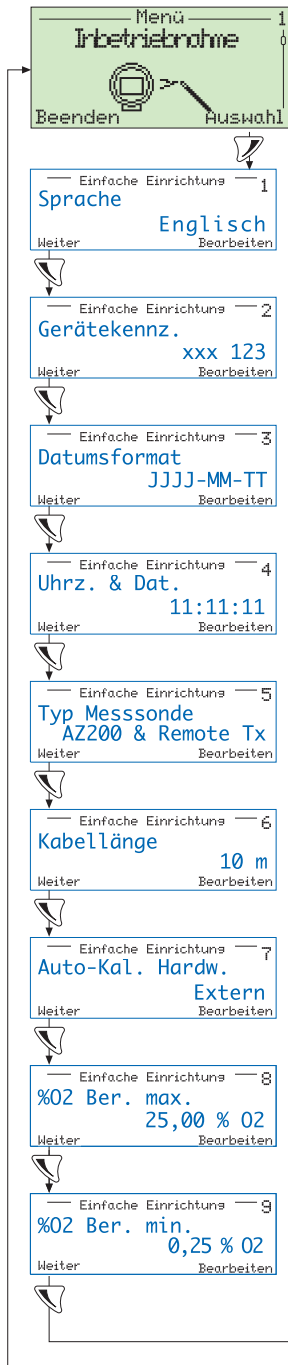 Menü 1
Inbetriebnahme
Beenden Auswahl
Einfache Einrichtung 1
Sprache
Englisch
Weiter Bearbeiten
Einfache Einrichtung 2
Gerätekennz.
xxx 123
Weiter Bearbeiten
Einfache Einrichtung 3
Datumsformat
JJJJ-MM-TT
Weiter Bearbeiten
Einfache Einrichtung 4
Uhrz. & Dat.
11:11:11
Weiter Bearbeiten
Einfache Einrichtung 5
Typ Messsonde
AZ200 & Remote Tx
Weiter Bearbeiten
Einfache Einrichtung 6
Kabellänge
10 m
Weiter Bearbeiten
Einfache Einrichtung 7
Auto-Kal. Hardw.
Extern
Weiter Bearbeiten
Einfache Einrichtung 8
%O2 Ber. max.
25,00 % O2
Weiter Bearbeiten
Einfache Einrichtung 9
%O2 Ber. min.
0,25 % O2
Weiter Bearbeiten